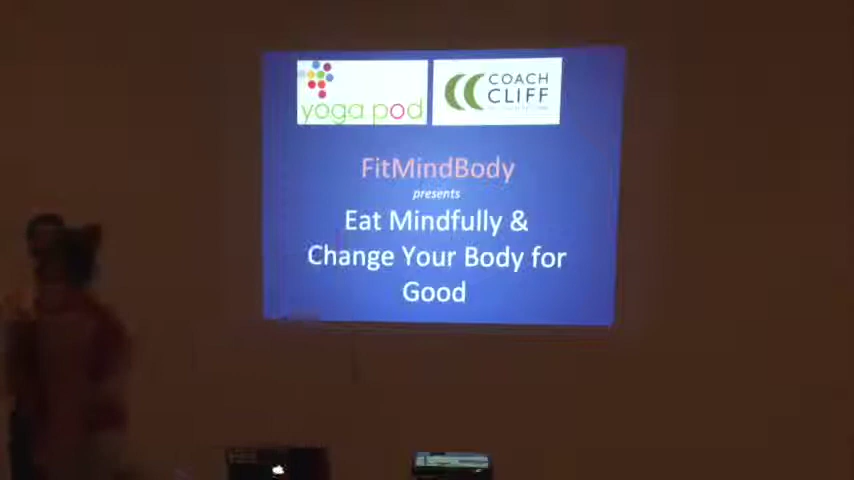 yoga pod
COACH
CLIFF
FitMindBody
presents
Eat Mindfully &
Change Your Body for
Good